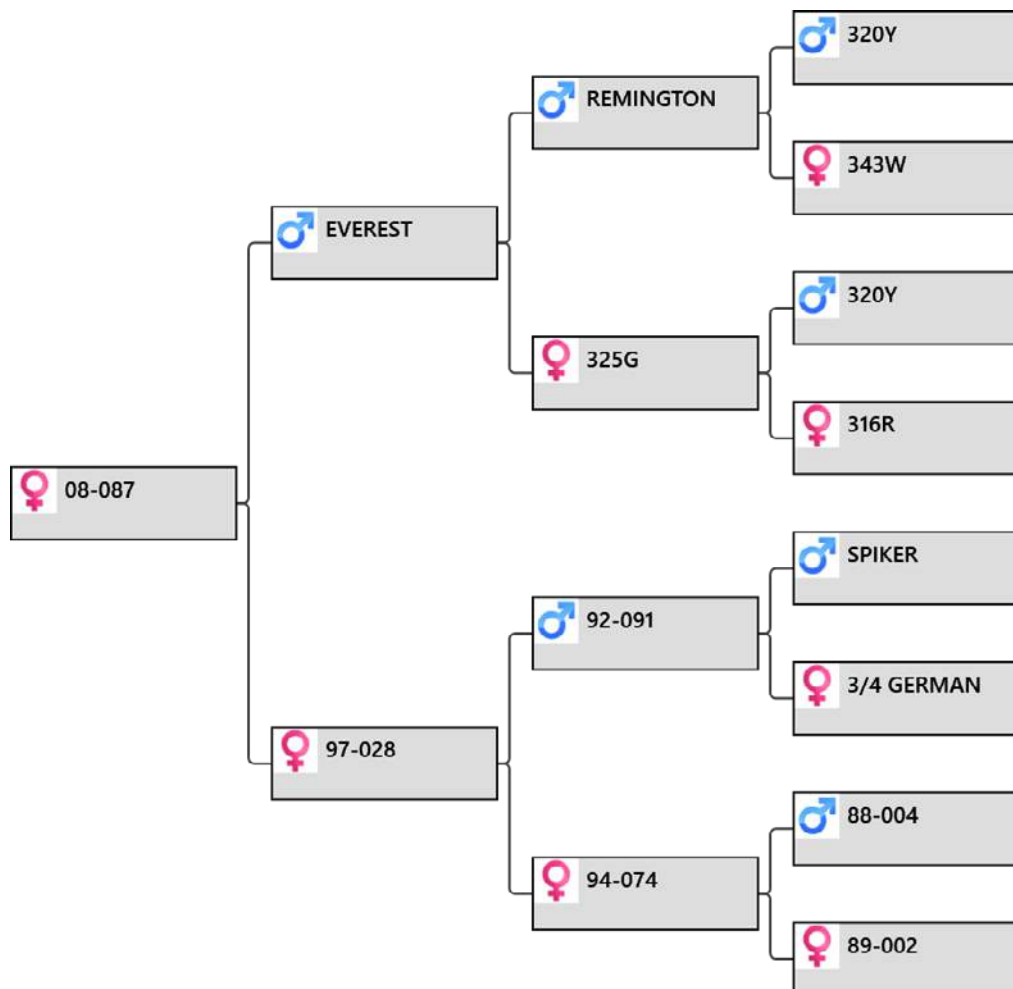 320Y
REMINGTON
343W
EVEREST
320Y
325G
316R
08-087
SPIKER
92-091
3/4 GERMAN
97-028
88-004
94-074
89-002